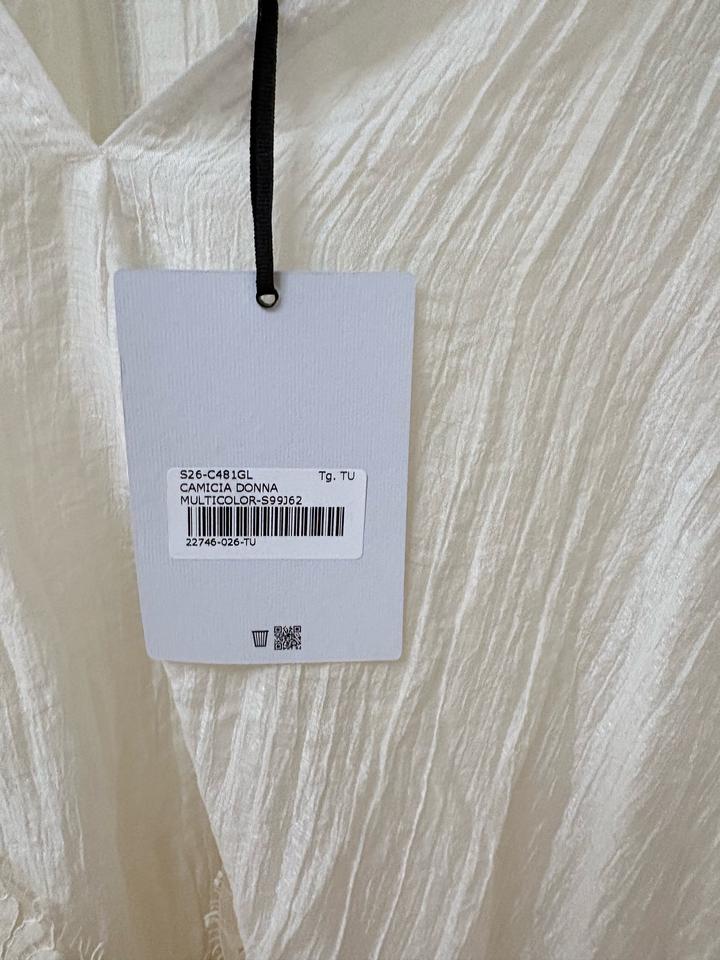 S26-C481GL Tg. TU
CAMICIA DONNA
MULTICOLOR-S99J62
22746-026-TU